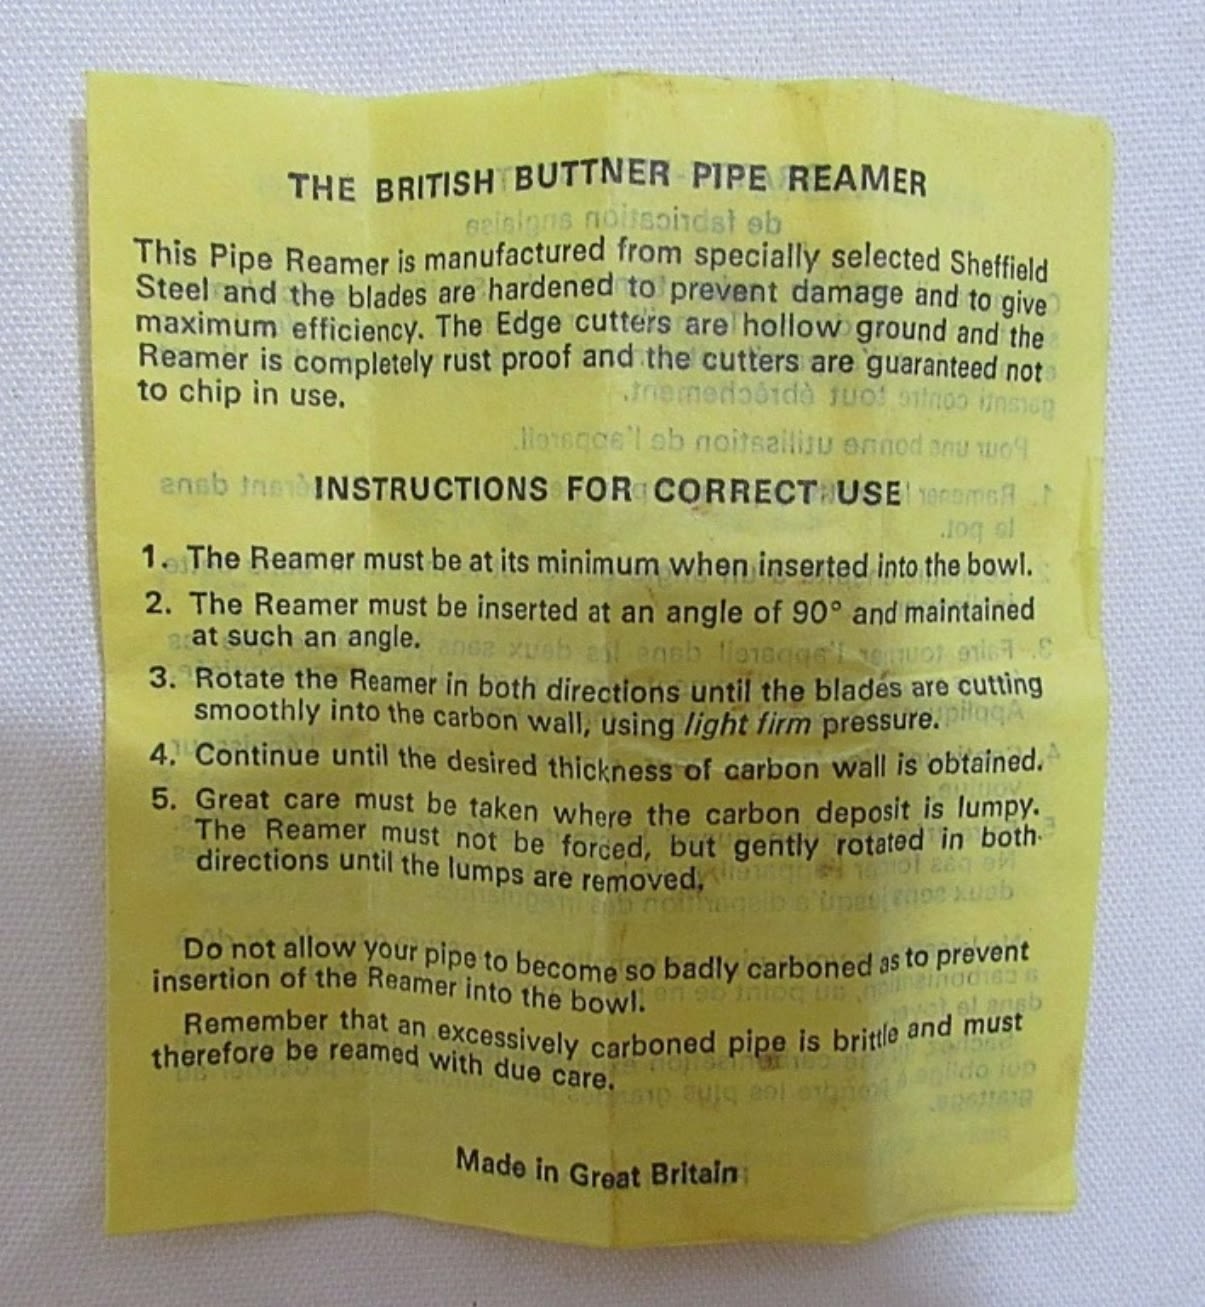 THE BRITISH BUTTNER PIPE REAMER
This Pipe Reamer is manufactured from specially selected Sheffield
Steel and the blades are hardened to prevent damage and to give
maximum efficiency. The Edge cutters are hollow ground and the
Reamer is completely rust proof and the cutters are guaranteed not
to chip in use.
INSTRUCTIONS FOR CORRECT USE
1. The Reamer must be at its minimum when inserted into the bowl.
2. The Reamer must be inserted at an angle of 90° and maintained
at such an angle.
3. Rotate the Reamer in both directions until the blades are cutting
smoothly into the carbon wall, using light firm pressure.
4. Continue until the desired thickness of carbon wall is obtained.
5. Great care must be taken where the carbon deposit is lumpy.
The Reamer must not be forced, but gently rotated in both
directions until the lumps are removed.
Do not allow your pipe to become so badly carboned as to prevent
insertion of the Reamer into the bowl.
Remember that an excessively carboned pipe is brittle and must
therefore be reamed with due care.
Made in Great Britain